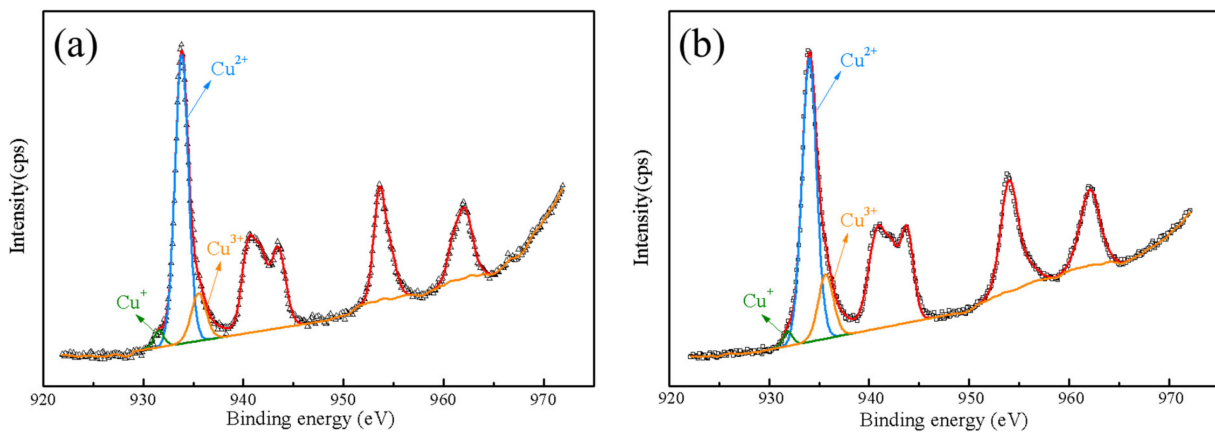 (a)
Cu²⁺
Cu³⁺
Cu⁺
Intensity(cps)
920 930 940 950 960 970
Binding energy (eV)
(b)
Cu²⁺
Cu³⁺
Cu⁺
Intensity(cps)
920 930 940 950 960 970
Binding energy (eV)